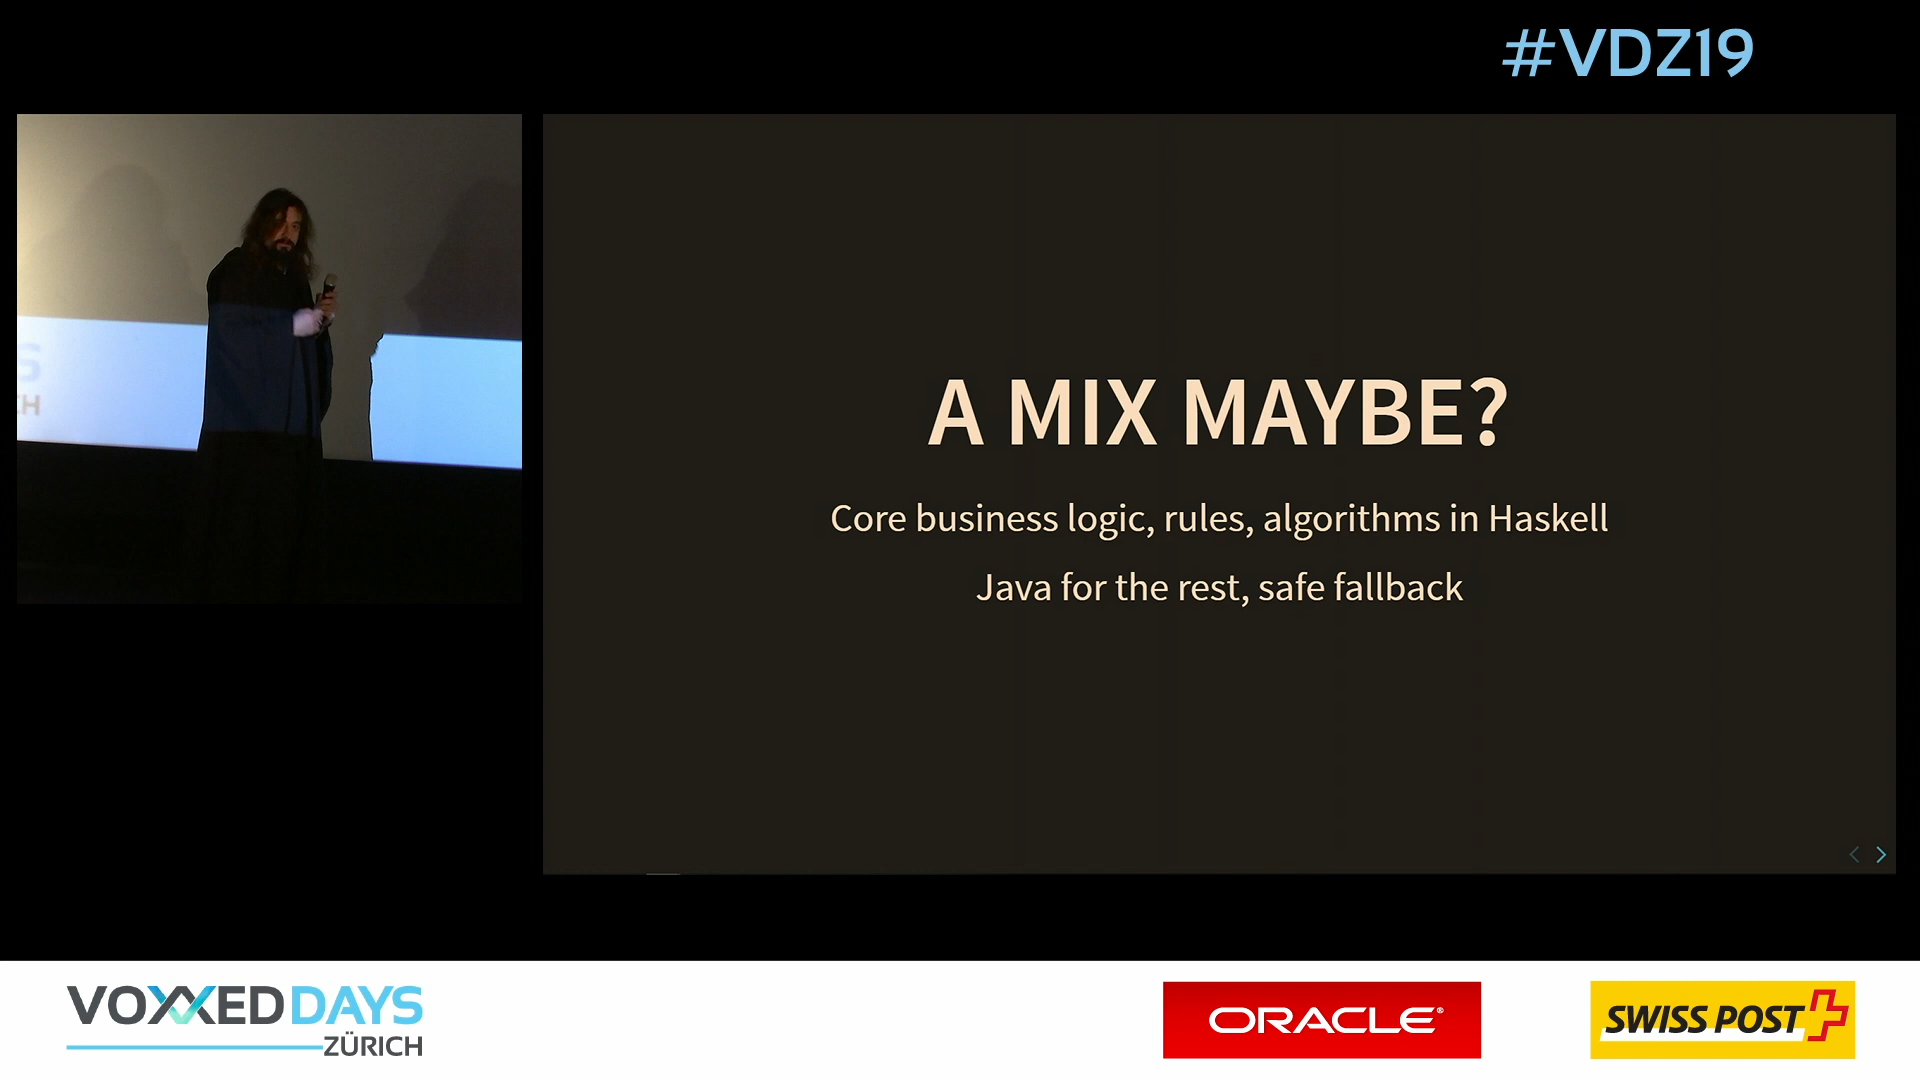 #VDZ19
S
CH
A MIX MAYBE?
Core business logic, rules, algorithms in Haskell
Java for the rest, safe fallback
VOXXED DAYS
ZÜRICH
ORACLE®
SWISS POST